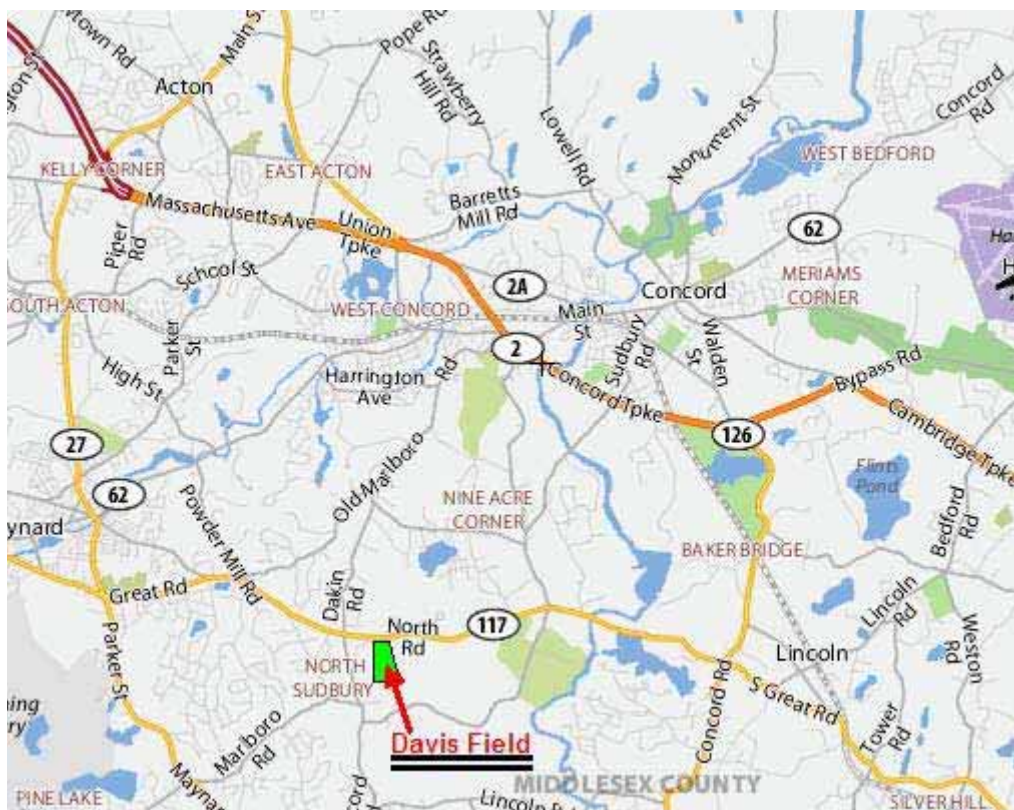 Main St
Pope Rd
Strawberry
Hill Rd
Acton
Lowell Rd
Monument St
Concord
Rd
KELLY CORNER
EAST ACTON
WEST BEDFORD
Barretts
Mill Rd
Massachusetts Ave
Union
Tpke
62
Piper
Rd
School St
2A
Concord
MERIAMS
CORNER
SOUTH ACTON
WEST CONCORD
Main
St
Sudbury
Rd
Walden
St
Parker
St
High St
Harrington
Ave
Rd
2
Concord Tpke
Bypass Rd
Cambridge Tpke
27
126
62
Powder Mill Rd
Old Marlboro
NINE ACRE
CORNER
Flints
Pond
Bedford
Rd
BAKER BRIDGE
Great Rd
Dakin
Rd
North
Rd
117
Lincoln
Rd
Weston
Rd
Parker St
NORTH
SUDBURY
Lincoln
Concord Rd
S Great Rd
Tower
Rd
Davis Field
Marlboro
Rd
MIDDLESEX COUNTY
PINE LAKE
SILVER HILL